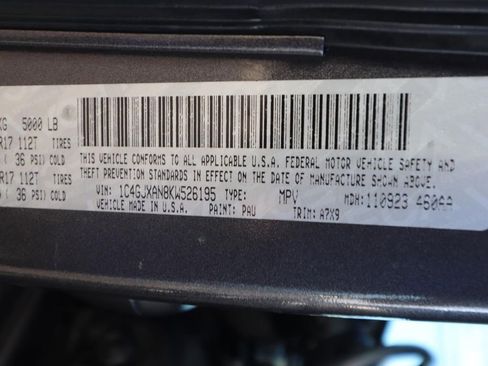 KG 5000 LB
R17 112T TIRES
( 36 PSI) COLD
R17 112T TIRES
( 36 PSI) COLD
THIS VEHICLE CONFORMS TO ALL APPLICABLE U.S.A. FEDERAL MOTOR VEHICLE SAFETY AND
THEFT PREVENTION STANDARDS IN EFFECT ON THE DATE OF MANUFACTURE SHOWN ABOVE.
VIN: 1C4GJXAN8KW526195 TYPE: MPV MDH: 110923 460AA
VEHICLE MADE IN U.S.A. PAINT: PAU TRIM: A7X9